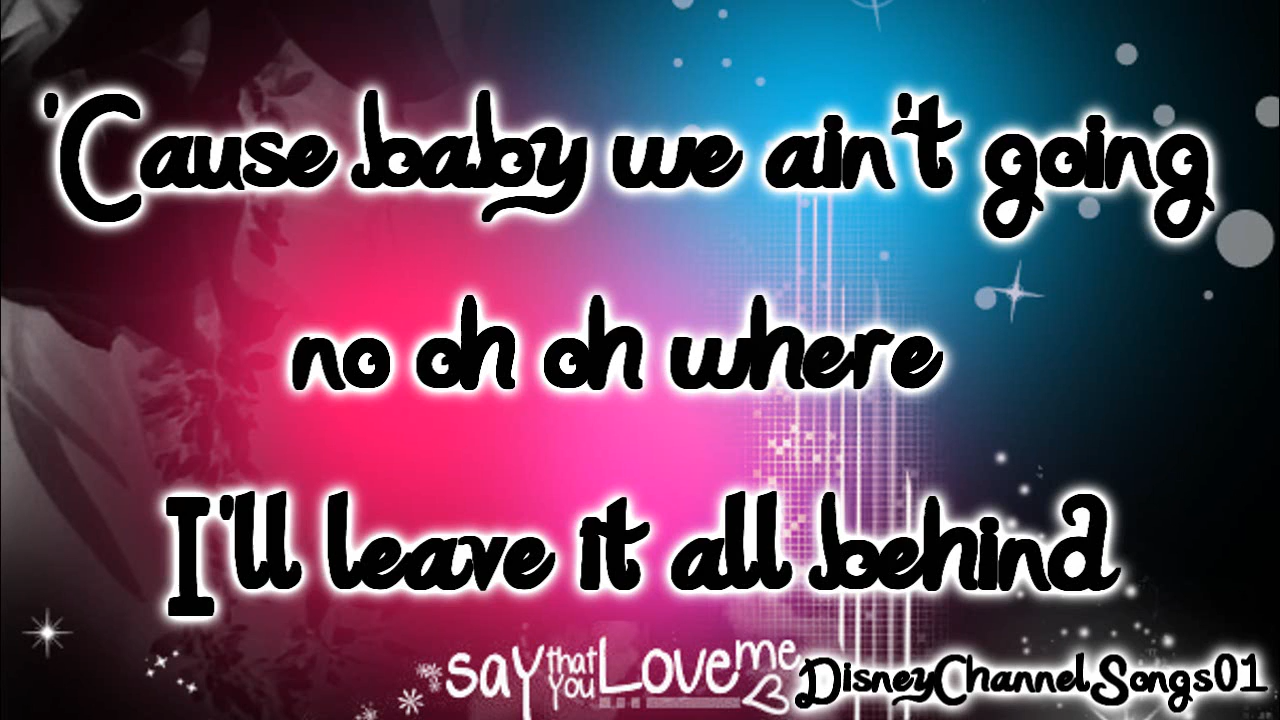 'Cause baby we ain't going
no oh oh where
I'll leave it all behind
say that you Love me
DisneyChannelSongs01